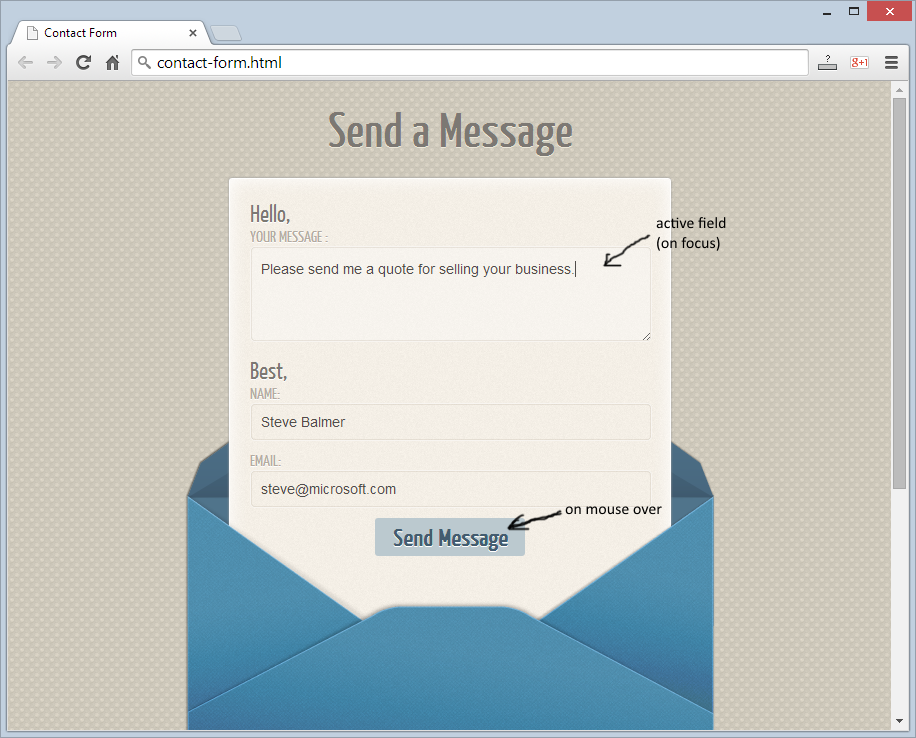 Contact Form
contact-form.html
?
g+1
Send a Message
Hello,
YOUR MESSAGE :
active field
(on focus)
Please send me a quote for selling your business.
Best,
NAME:
Steve Balmer
EMAIL:
steve@microsoft.com
on mouse over
Send Message